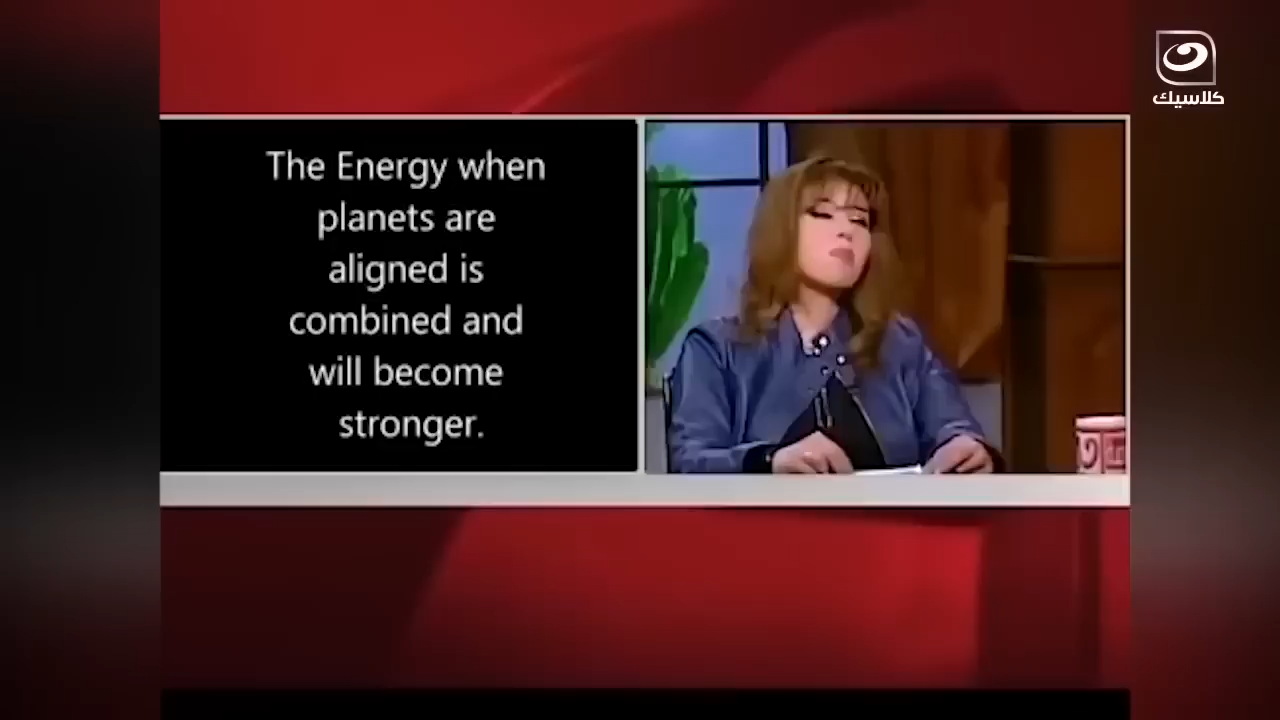 The Energy when
planets are
aligned is
combined and
will become
stronger.
كلاسيك